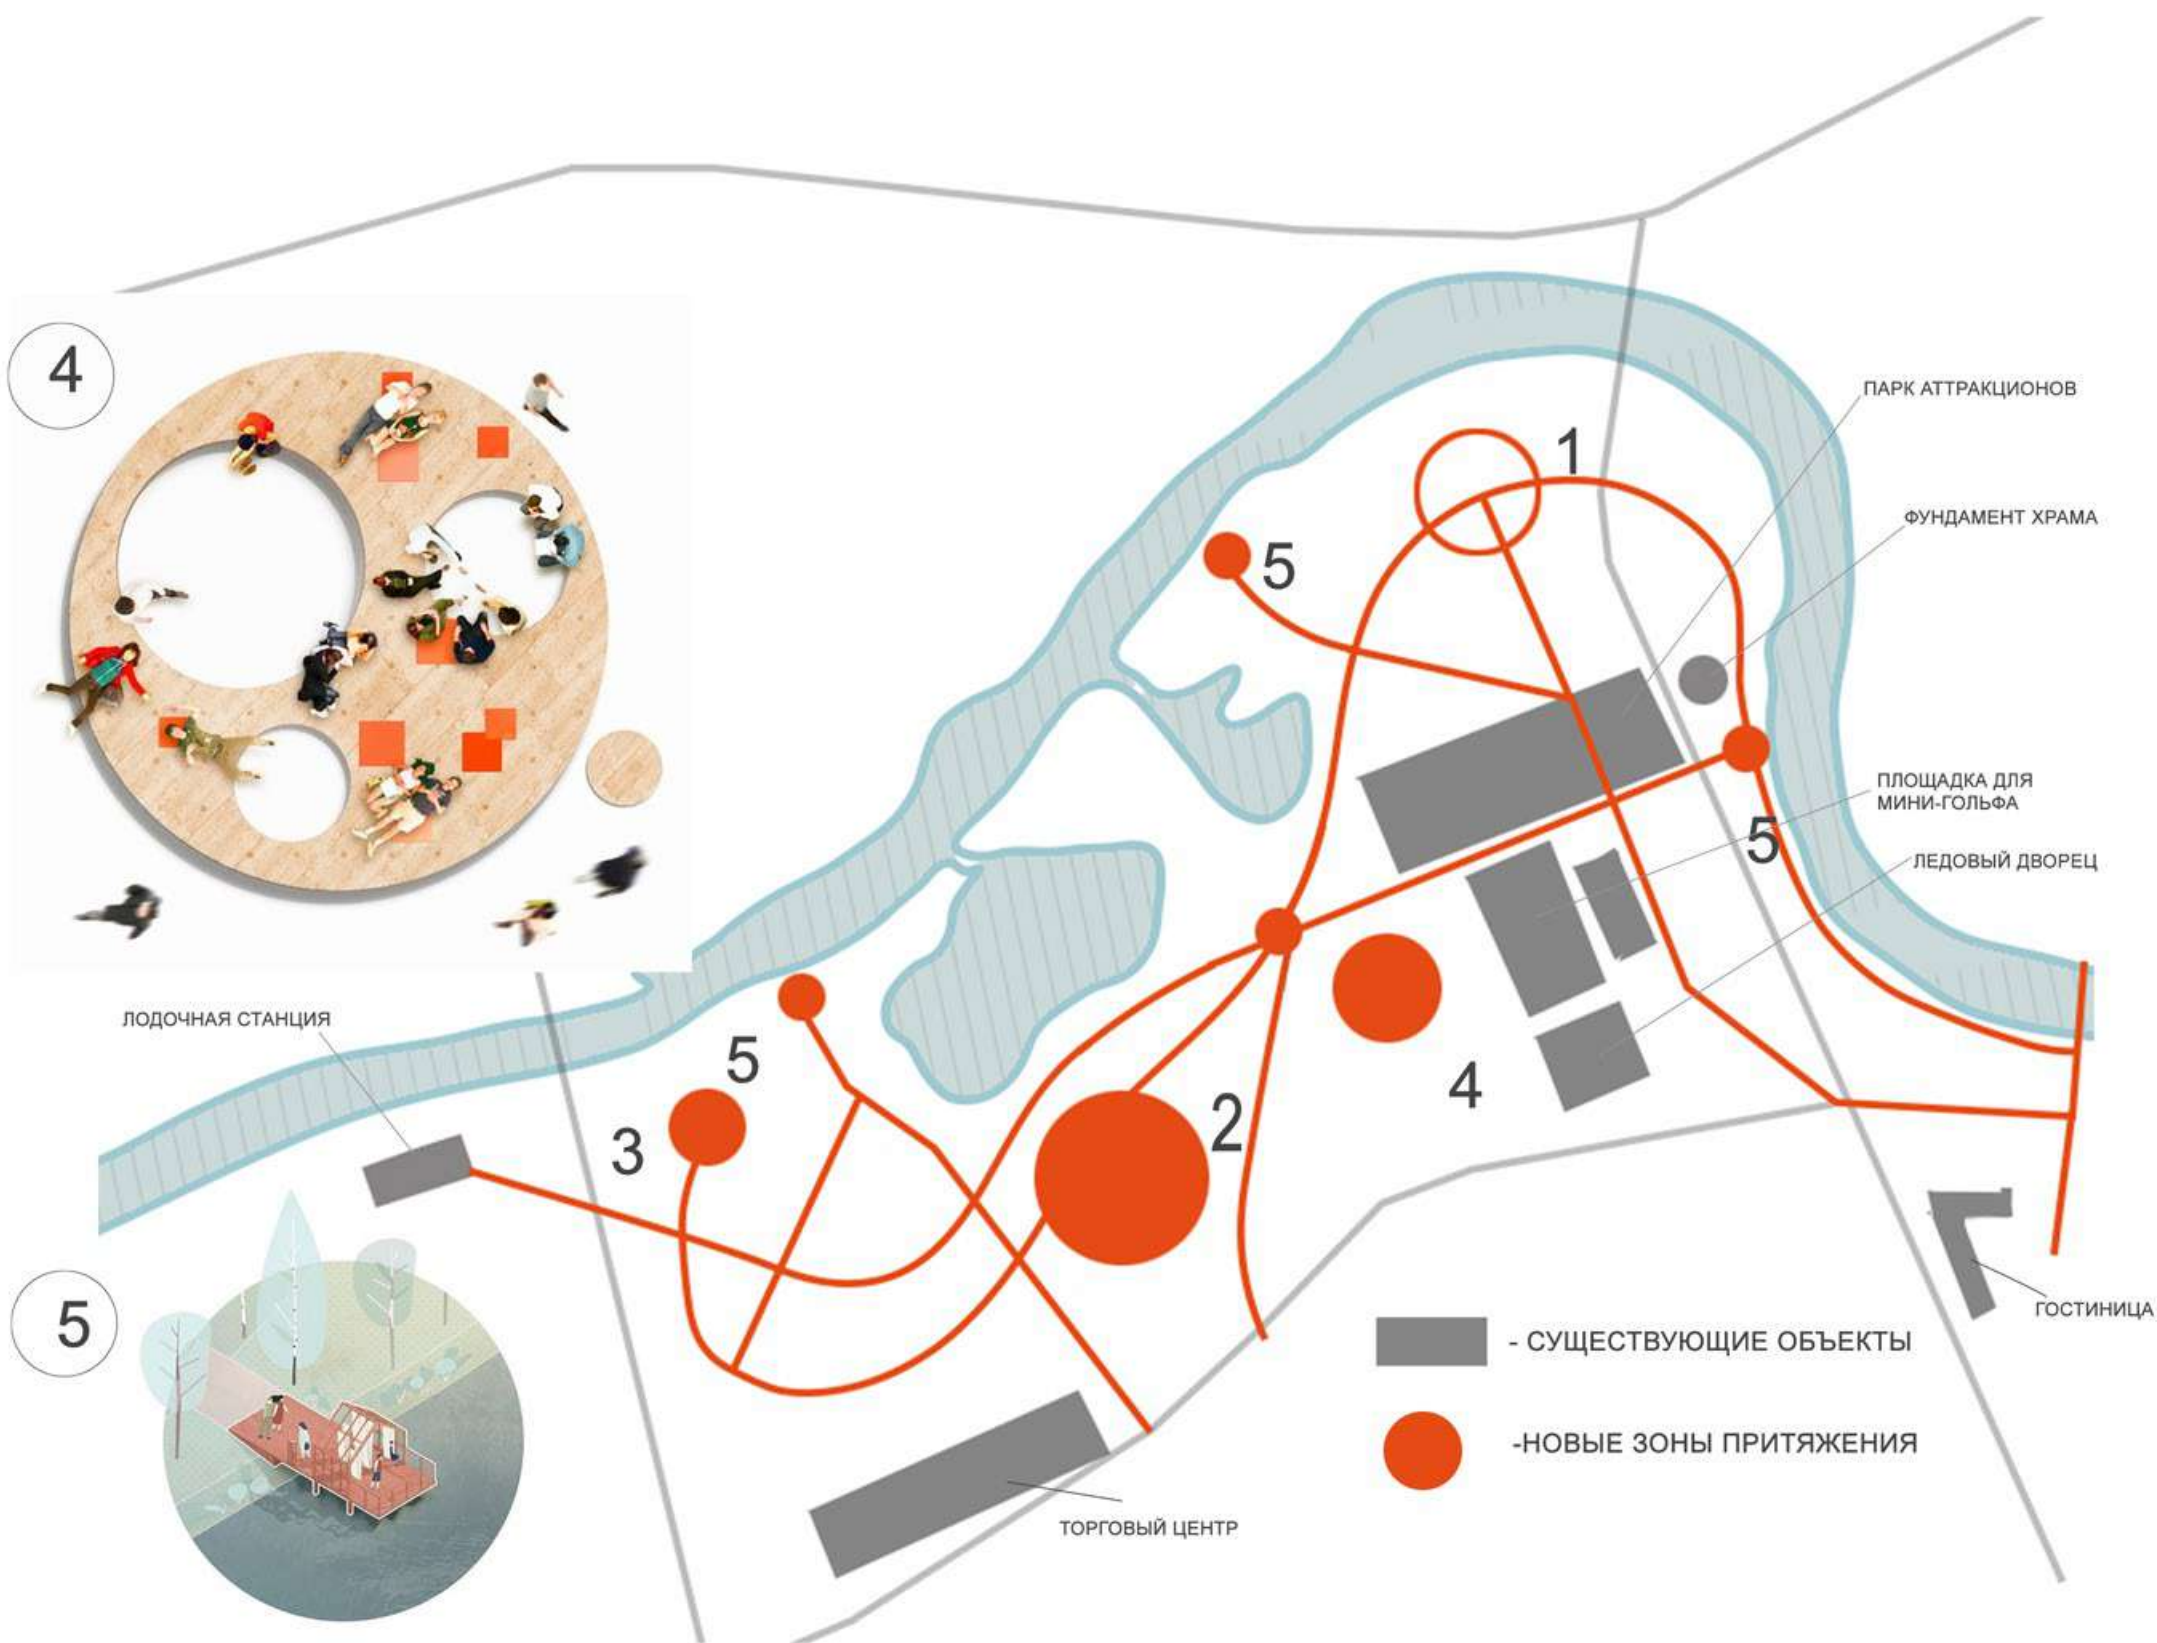 4
1
ПАРК АТТРАКЦИОНОВ
ФУНДАМЕНТ ХРАМА
5
ПЛОЩАДКА ДЛЯ
МИНИ-ГОЛЬФА
5
ЛЕДОВЫЙ ДВОРЕЦ
ЛОДОЧНАЯ СТАНЦИЯ
5
3
2
4
5
ГОСТИНИЦА
- СУЩЕСТВУЮЩИЕ ОБЪЕКТЫ
-НОВЫЕ ЗОНЫ ПРИТЯЖЕНИЯ
ТОРГОВЫЙ ЦЕНТР